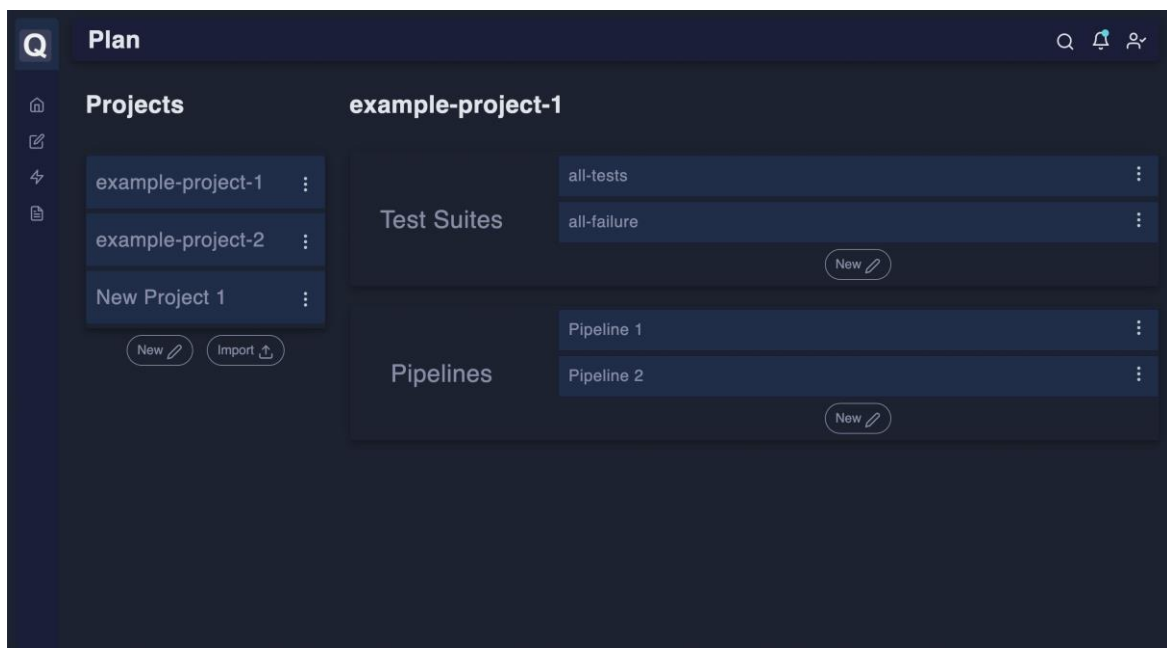 Q
Plan
Projects
example-project-1
example-project-2
New Project 1
New
Import
example-project-1
Test Suites
all-tests
all-failure
New
Pipelines
Pipeline 1
Pipeline 2
New